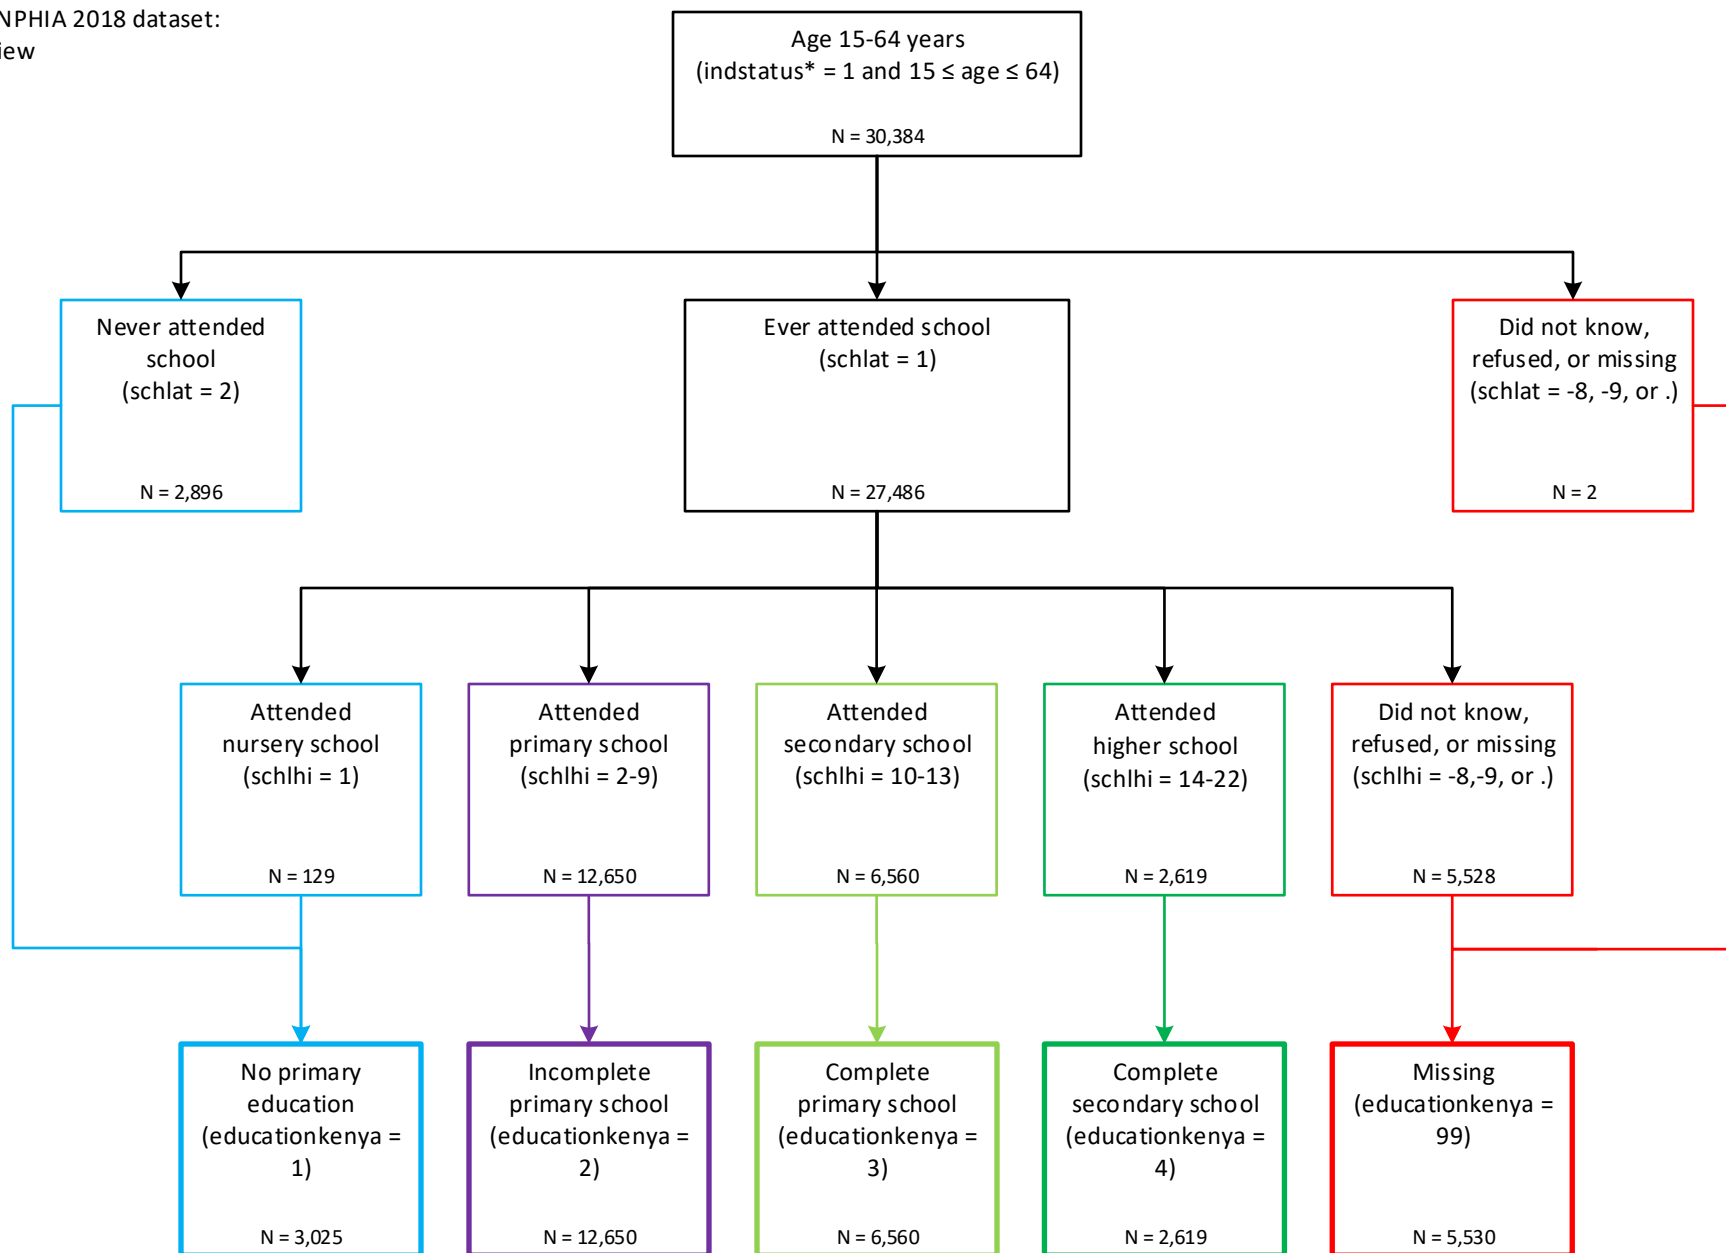 NPHIA 2018 dataset:
iew
Age 15-64 years
(indstatus* = 1 and 15 ≤ age ≤ 64)
N = 30,384
Never attended
school
(schlat = 2)
N = 2,896
Ever attended school
(schlat = 1)
N = 27,486
Did not know,
refused, or missing
(schlat = -8, -9, or .)
N = 2
Attended
nursery school
(schlhi = 1)
N = 129
Attended
primary school
(schlhi = 2-9)
N = 12,650
Attended
secondary school
(schlhi = 10-13)
N = 6,560
Attended
higher school
(schlhi = 14-22)
N = 2,619
Did not know,
refused, or missing
(schlhi = -8,-9, or .)
N = 5,528
No primary
education
(educationkenya =
1)
N = 3,025
Incomplete
primary school
(educationkenya =
2)
N = 12,650
Complete
primary school
(educationkenya =
3)
N = 6,560
Complete
secondary school
(educationkenya =
4)
N = 2,619
Missing
(educationkenya =
99)
N = 5,530